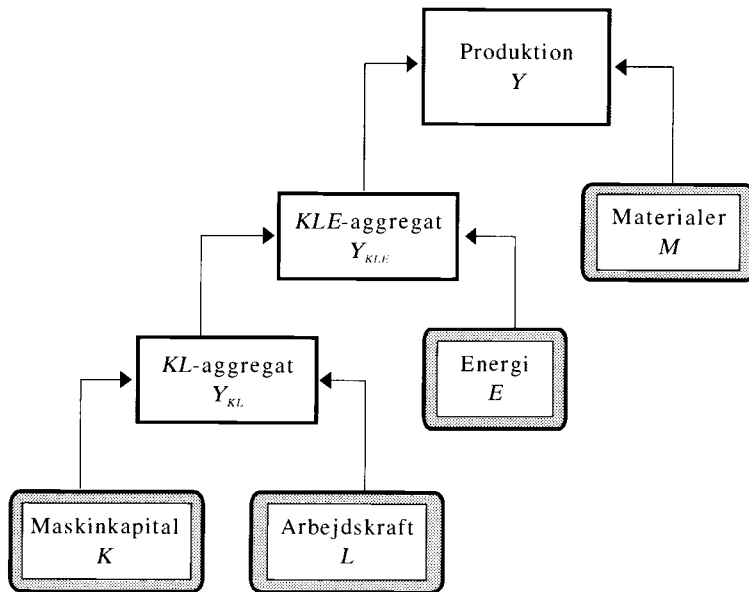 Produktion
Y
KLE-aggregat
Y_KLE
Materialer
M
KL-aggregat
Y_KL
Energi
E
Maskinkapital
K
Arbejdskraft
L